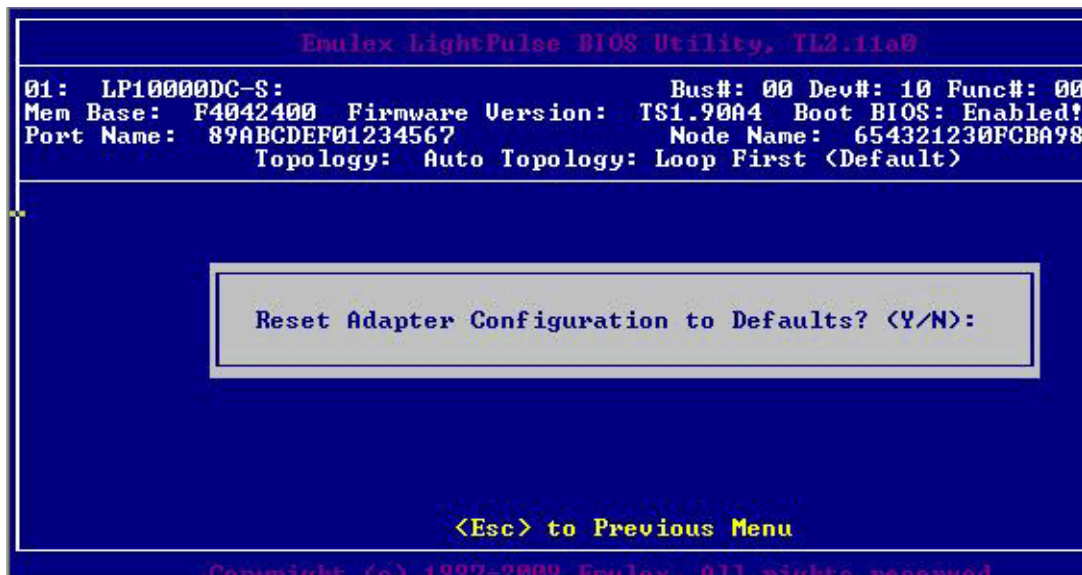 Emulex LightPulse BIOS Utility, TL2.11a0
01: LP10000DC-S: Bus#: 00 Dev#: 10 Func#: 00
Mem Base: F4042400 Firmware Version: TS1.90A4 Boot BIOS: Enabled!
Port Name: 89ABCDEF01234567 Node Name: 654321230FCBA98
Topology: Auto Topology: Loop First (Default)
Reset Adapter Configuration to Defaults? (Y/N):
<Esc> to Previous Menu
Copyright (c) 1997-2009 Emulex. All rights reserved